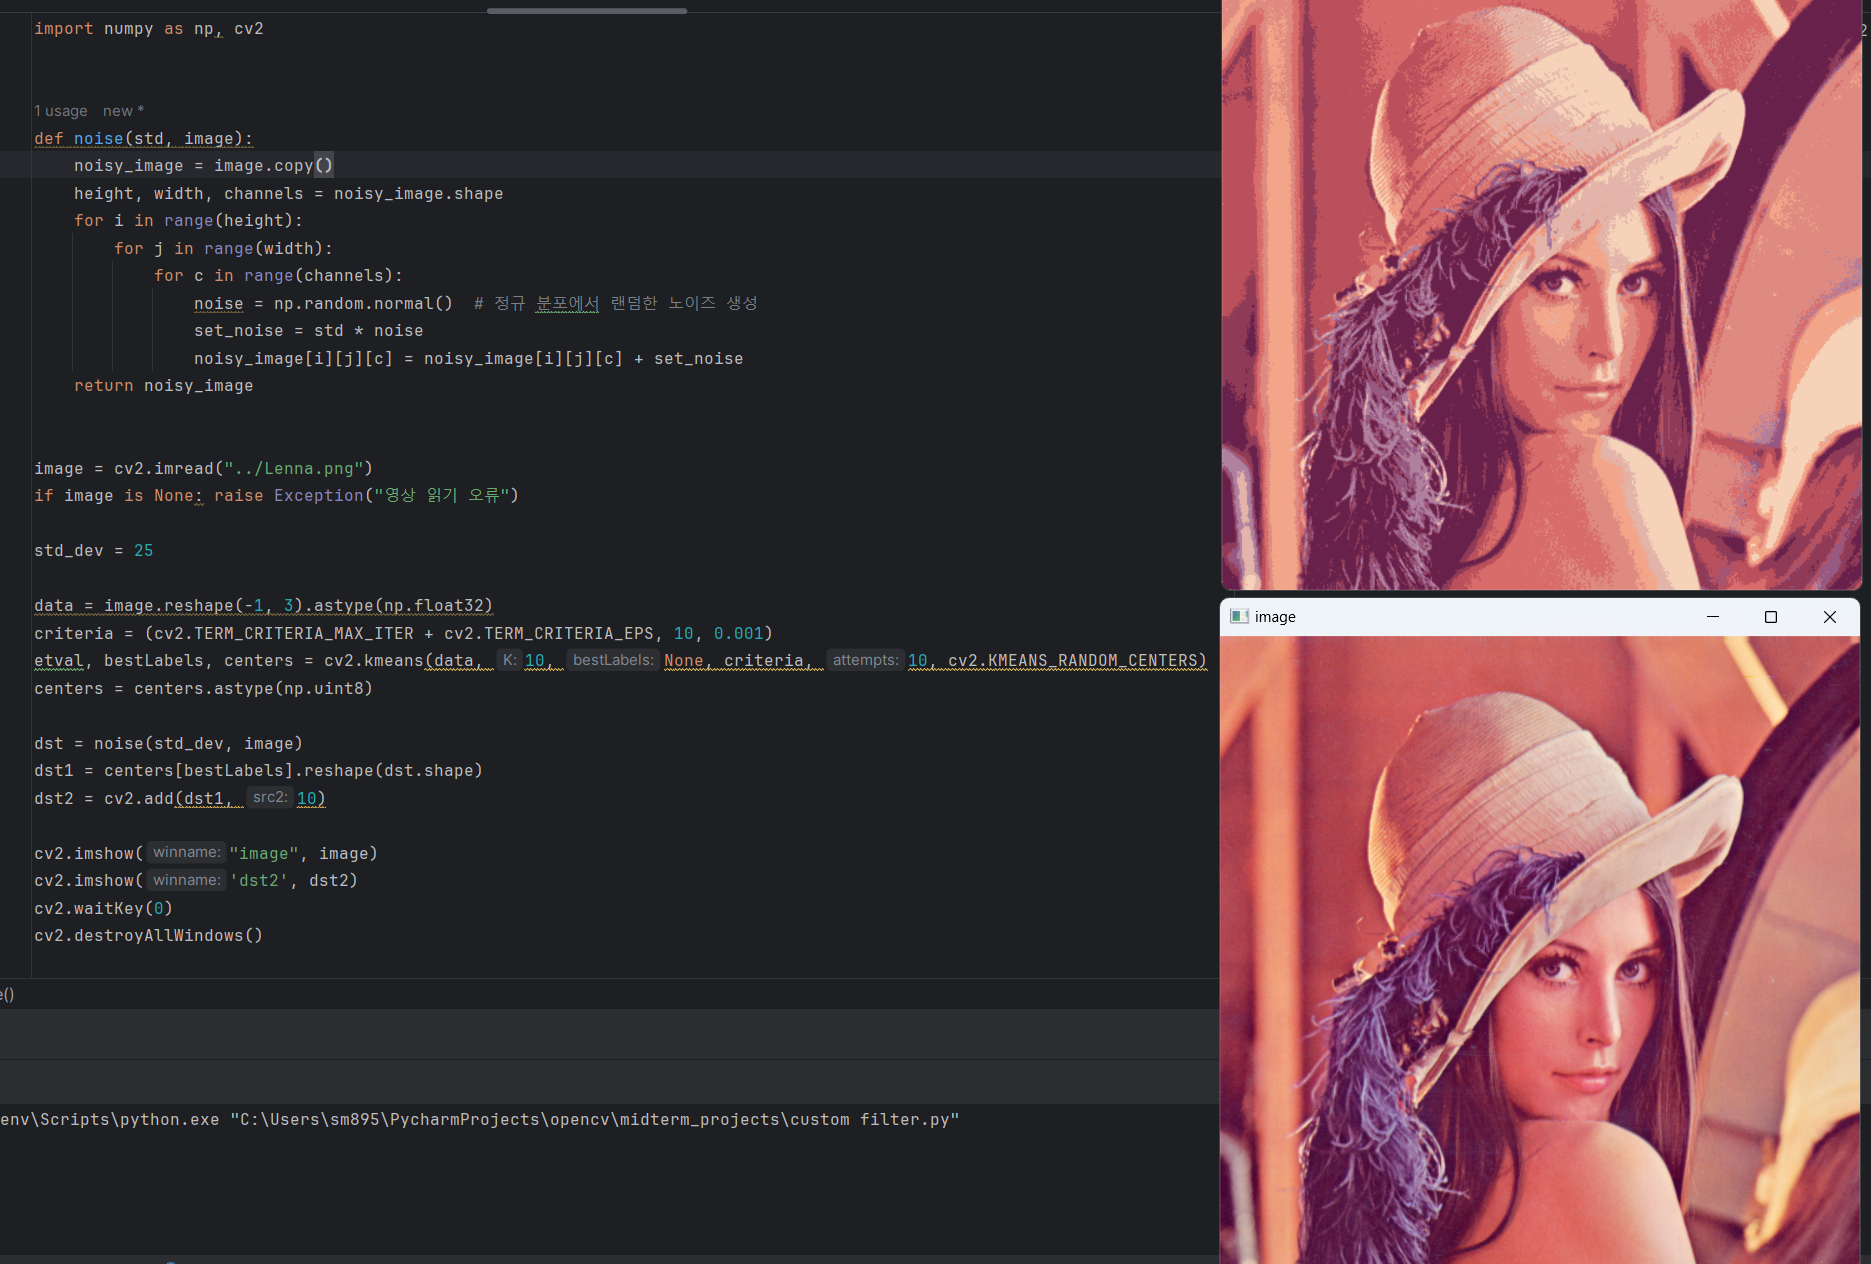 import numpy as np, cv2
1 usage new *
def noise(std, image):
noisy_image = image.copy()
height, width, channels = noisy_image.shape
for i in range(height):
for j in range(width):
for c in range(channels):
noise = np.random.normal() # 정규 분포에서 랜덤한 노이즈 생성
set_noise = std * noise
noisy_image[i][j][c] = noisy_image[i][j][c] + set_noise
return noisy_image
image = cv2.imread("../Lenna.png")
if image is None: raise Exception("영상 읽기 오류")
std_dev = 25
data = image.reshape(-1, 3).astype(np.float32)
criteria = (cv2.TERM_CRITERIA_MAX_ITER + cv2.TERM_CRITERIA_EPS, 10, 0.001)
etval, bestLabels, centers = cv2.kmeans(data, K: 10, bestLabels: None, criteria, attempts: 10, cv2.KMEANS_RANDOM_CENTERS)
centers = centers.astype(np.uint8)
dst = noise(std_dev, image)
dst1 = centers[bestLabels].reshape(dst.shape)
dst2 = cv2.add(dst1, src2: 10)
cv2.imshow( winname: "image", image)
cv2.imshow( winname: 'dst2', dst2)
cv2.waitKey(0)
cv2.destroyAllWindows()
e()
env\Scripts\python.exe "C:\Users\sm895\PycharmProjects\opencv\midterm_projects\custom filter.py"
2
image